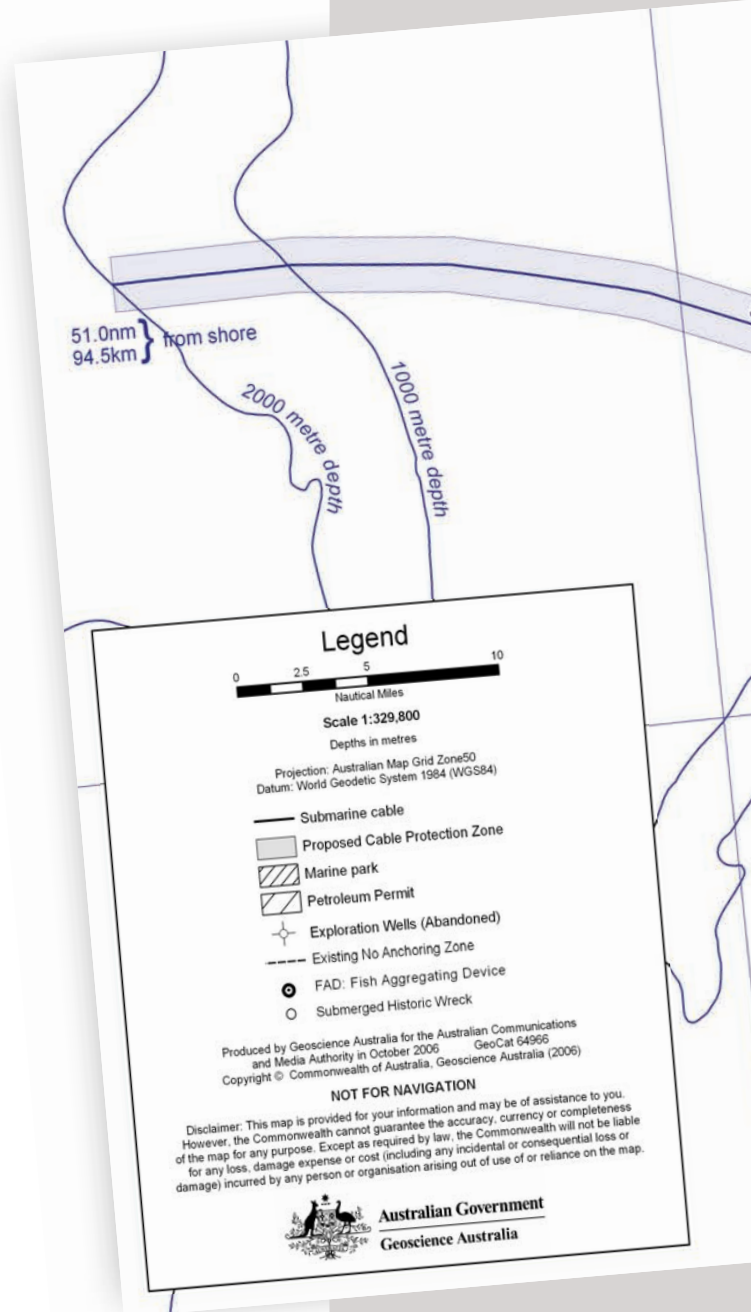 51.0nm
94.5km
from shore
2000 metre depth
1000 metre depth
Legend
0 2.5 5 10
Nautical Miles
Scale 1:329,800
Depths in metres
Projection: Australian Map Grid Zone50
Datum: World Geodetic System 1984 (WGS84)
Submarine cable
Proposed Cable Protection Zone
Marine park
Petroleum Permit
Exploration Wells (Abandoned)
Existing No Anchoring Zone
FAD: Fish Aggregating Device
Submerged Historic Wreck
Produced by Geoscience Australia for the Australian Communications
and Media Authority in October 2006 GeoCat 64966
Copyright © Commonwealth of Australia, Geoscience Australia (2006)
NOT FOR NAVIGATION
Disclaimer: This map is provided for your information and may be of assistance to you.
However, the Commonwealth cannot guarantee the accuracy, currency or completeness
of the map for any purpose. Except as required by law, the Commonwealth will not be liable
for any loss, damage expense or cost (including any incidental or consequential loss or
damage) incurred by any person or organisation arising out of use of or reliance on the map.
Australian Government
Geoscience Australia